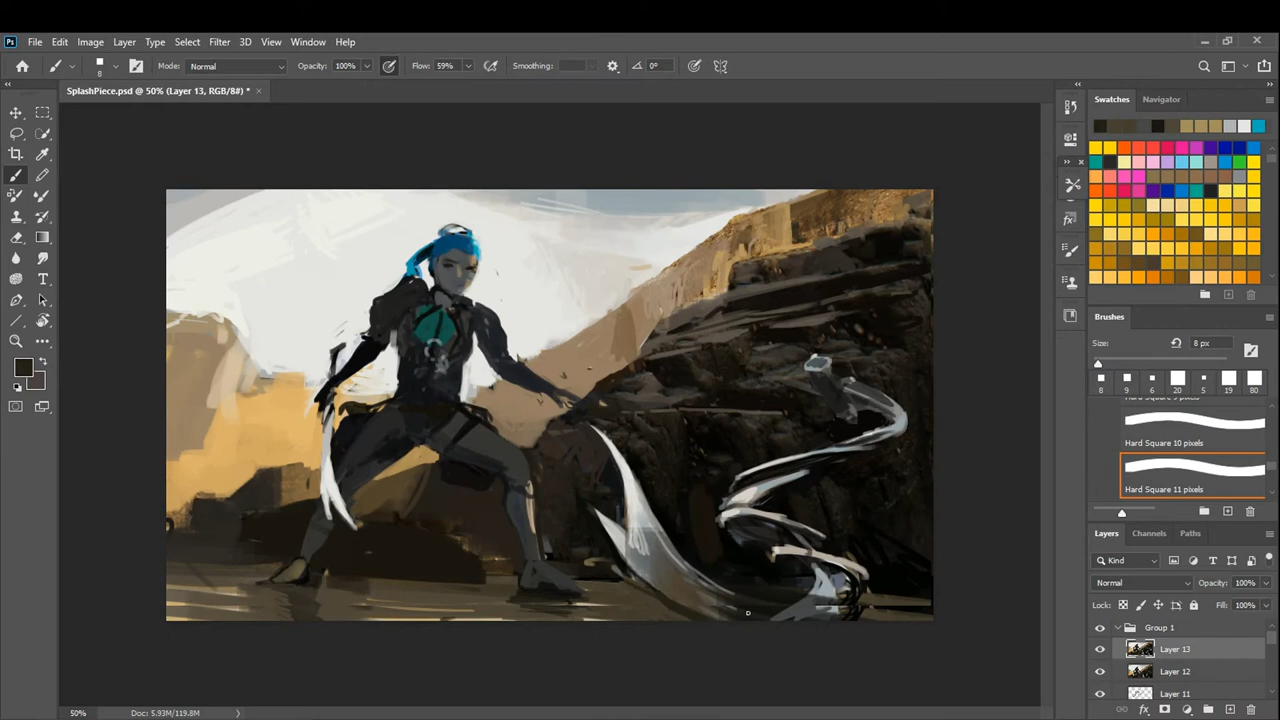 Ps File Edit Image Layer Type Select Filter 3D View Window Help
8 Mode: Normal Opacity: 100% Flow: 59% Smoothing: 0°
SplashPiece.psd @ 50% (Layer 13, RGB/8#) * ×
Swatches Navigator
Brushes
Size: 8 px
8 9 6 20 5 19 80
Hard Square 10 pixels
Hard Square 11 pixels
Layers Channels Paths
Kind
Normal Opacity: 100%
Lock: Fill: 100%
Group 1
Layer 13
Layer 12
Layer 11
50% Doc: 5.93M/119.8M